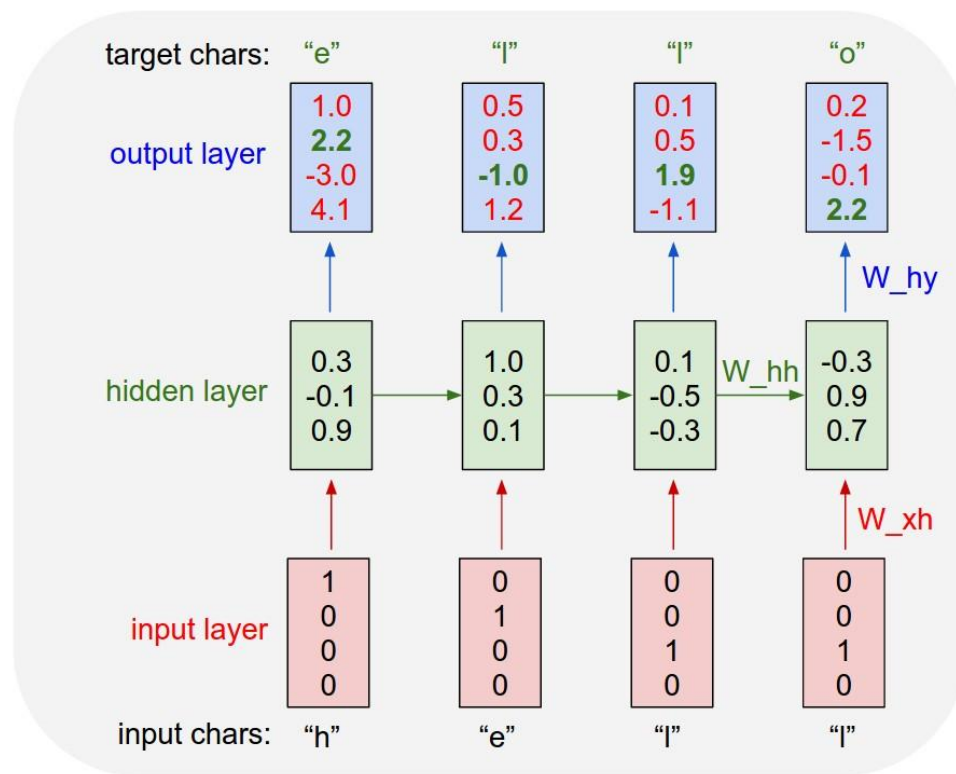 target chars: “e” “l” “l” “o”
1.0 0.5 0.1 0.2
2.2 0.3 0.5 -1.5
output layer
-3.0 -1.0 1.9 -0.1
4.1 1.2 -1.1 2.2
W_hy
0.3 1.0 0.1 W_hh -0.3
hidden layer -0.1 0.3 -0.5 0.9
0.9 0.1 -0.3 0.7
W_xh
1 0 0 0
0 1 0 0
input layer
0 0 1 1
0 0 0 0
input chars: “h” “e” “l” “l”